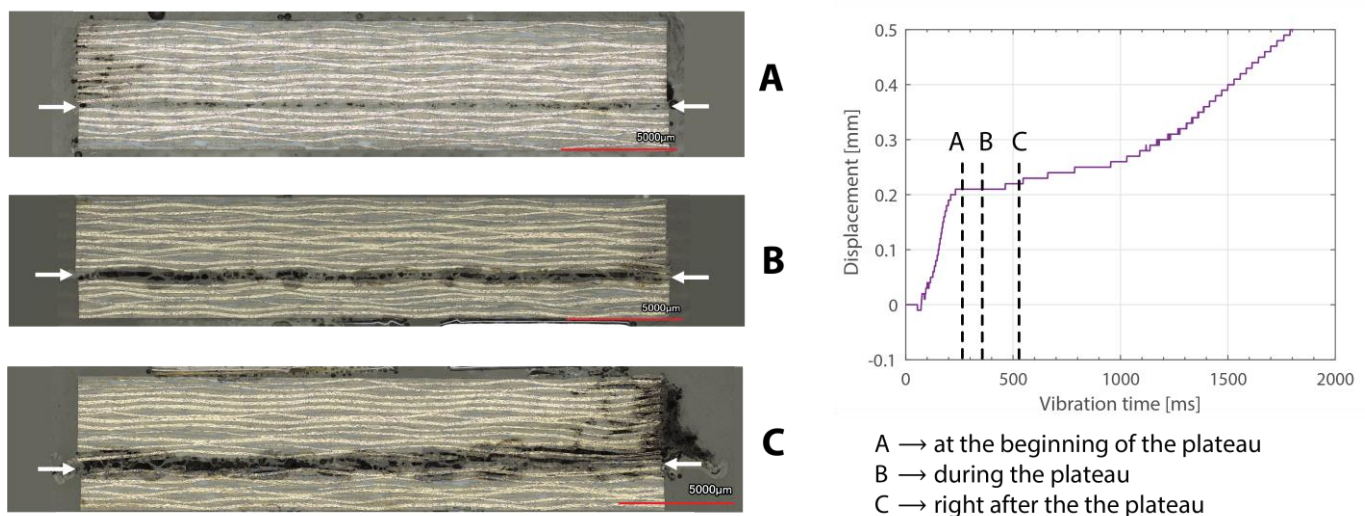 A
5000µm
B
5000µm
C
5000µm
0.5
0.4
0.3
0.2
0.1
0
-0.1
Displacement [mm]
A B C
0 500 1000 1500 2000
Vibration time [ms]
A → at the beginning of the plateau
B → during the plateau
C → right after the the plateau